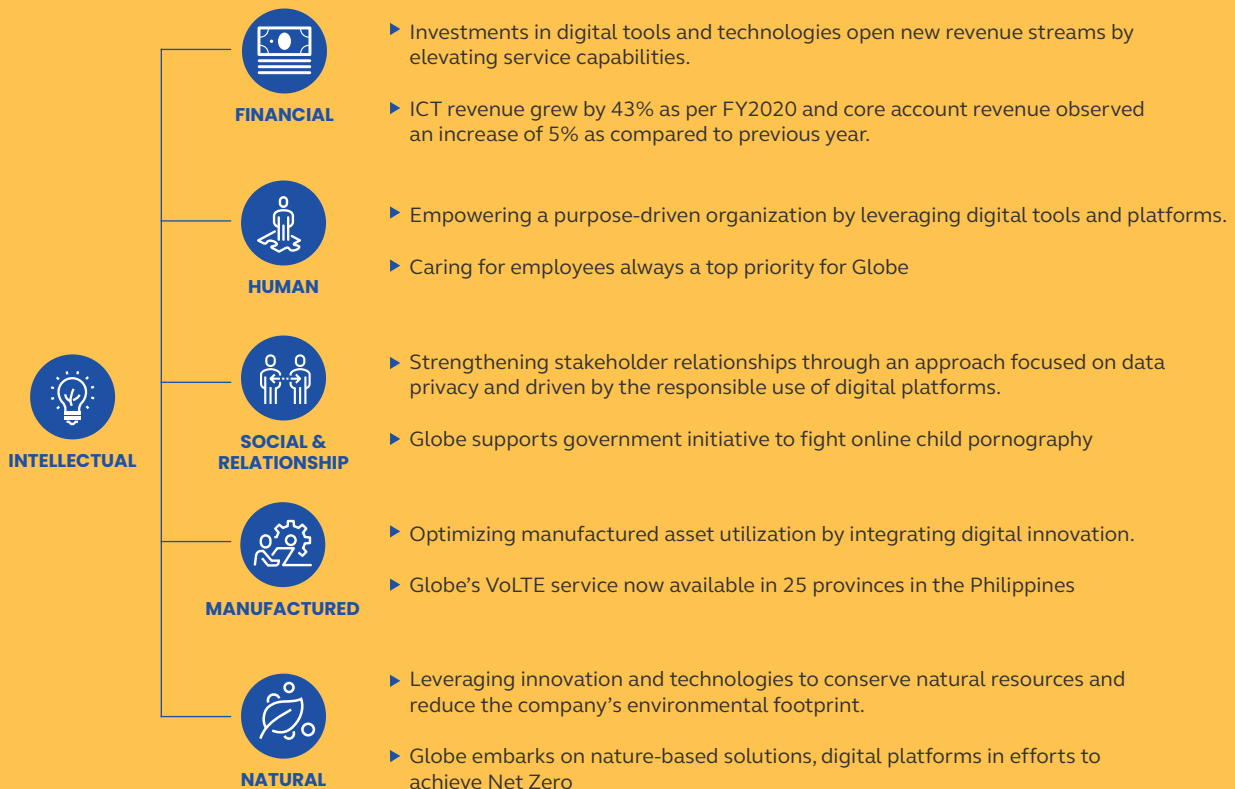 INTELLECTUAL
FINANCIAL
Investments in digital tools and technologies open new revenue streams by
elevating service capabilities.
ICT revenue grew by 43% as per FY2020 and core account revenue observed
an increase of 5% as compared to previous year.
HUMAN
Empowering a purpose-driven organization by leveraging digital tools and platforms.
Caring for employees always a top priority for Globe
SOCIAL &
RELATIONSHIP
Strengthening stakeholder relationships through an approach focused on data
privacy and driven by the responsible use of digital platforms.
Globe supports government initiative to fight online child pornography
MANUFACTURED
Optimizing manufactured asset utilization by integrating digital innovation.
Globe’s VoLTE service now available in 25 provinces in the Philippines
NATURAL
Leveraging innovation and technologies to conserve natural resources and
reduce the company’s environmental footprint.
Globe embarks on nature-based solutions, digital platforms in efforts to
achieve Net Zero